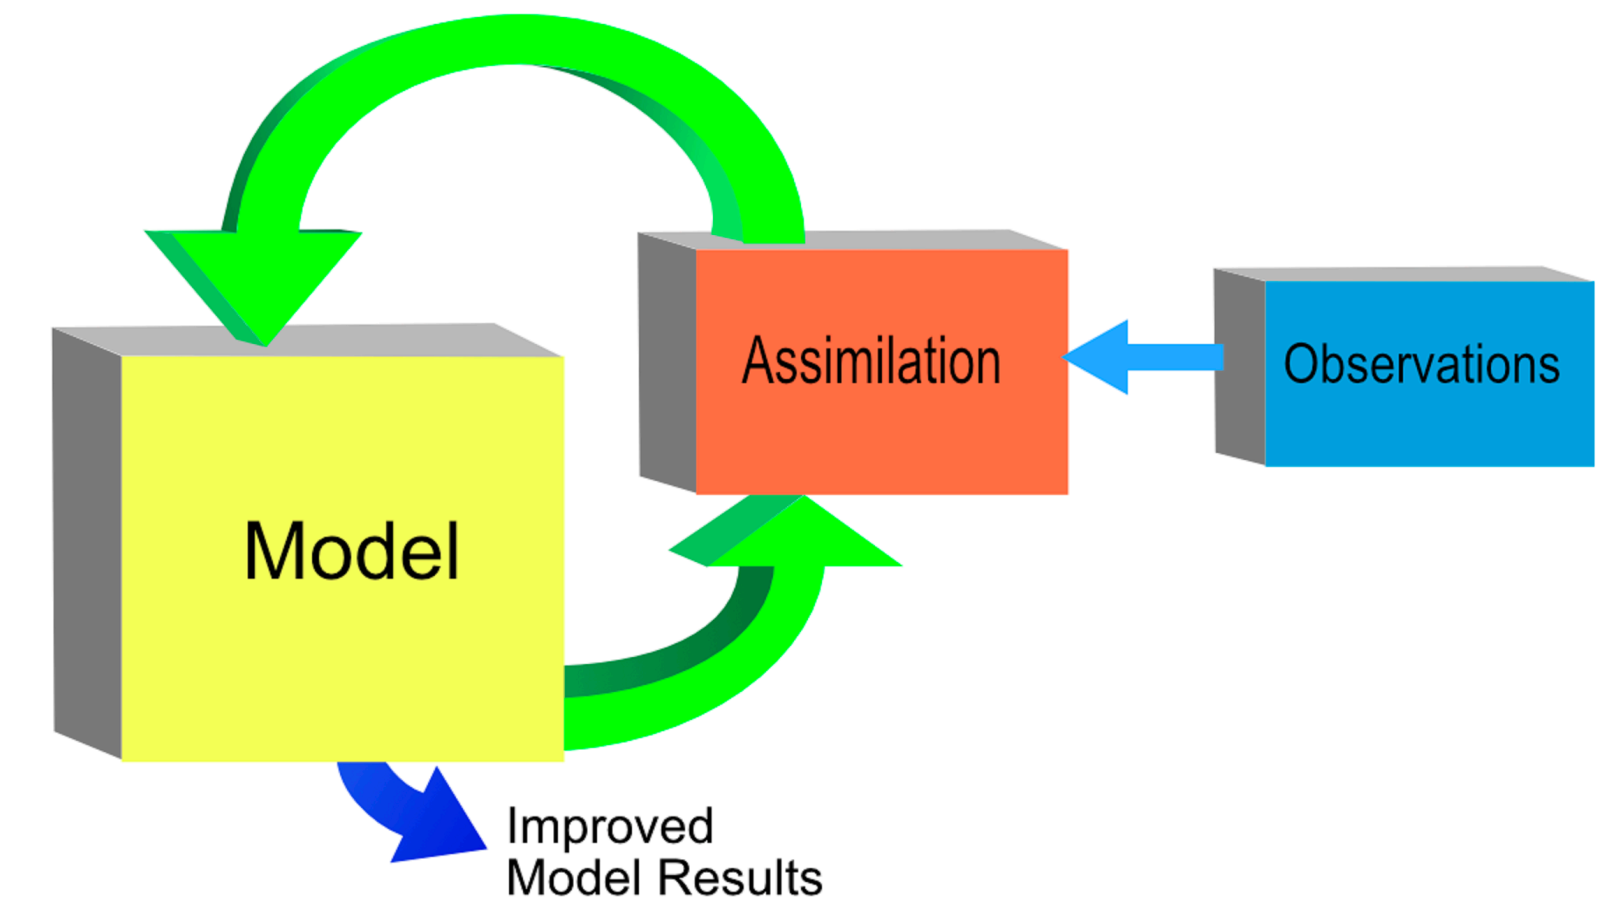 Assimilation
Observations
Model
Improved
Model Results